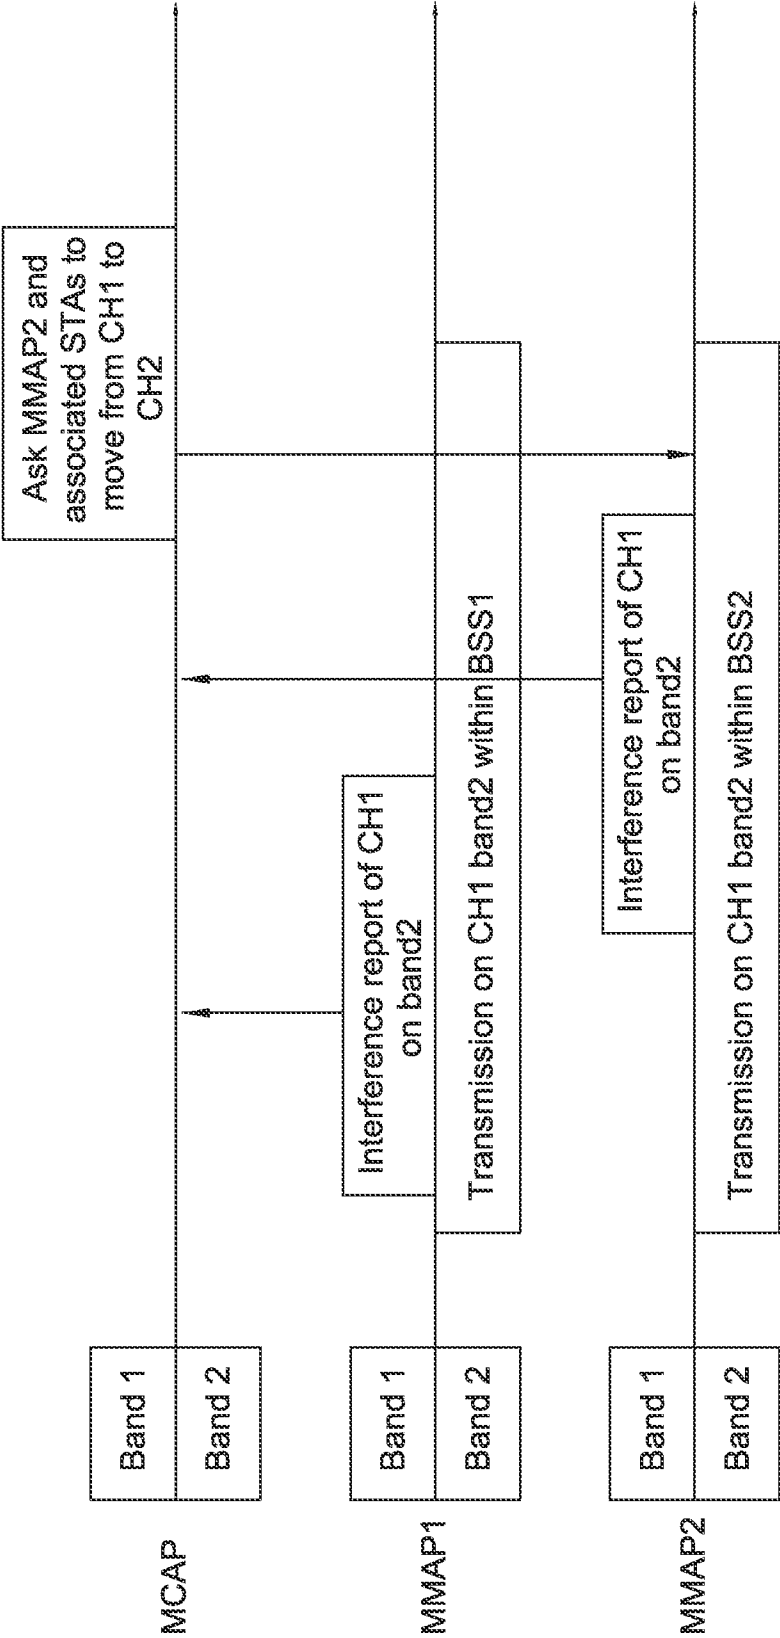 MCAP
Band 1
Band 2
Ask MMAP2 and
associated STAs to
move from CH1 to
CH2
MMAP1
Band 1
Band 2
Interference report of CH1
on band2
Transmission on CH1 band2 within BSS1
MMAP2
Band 1
Band 2
Interference report of CH1
on band2
Transmission on CH1 band2 within BSS2